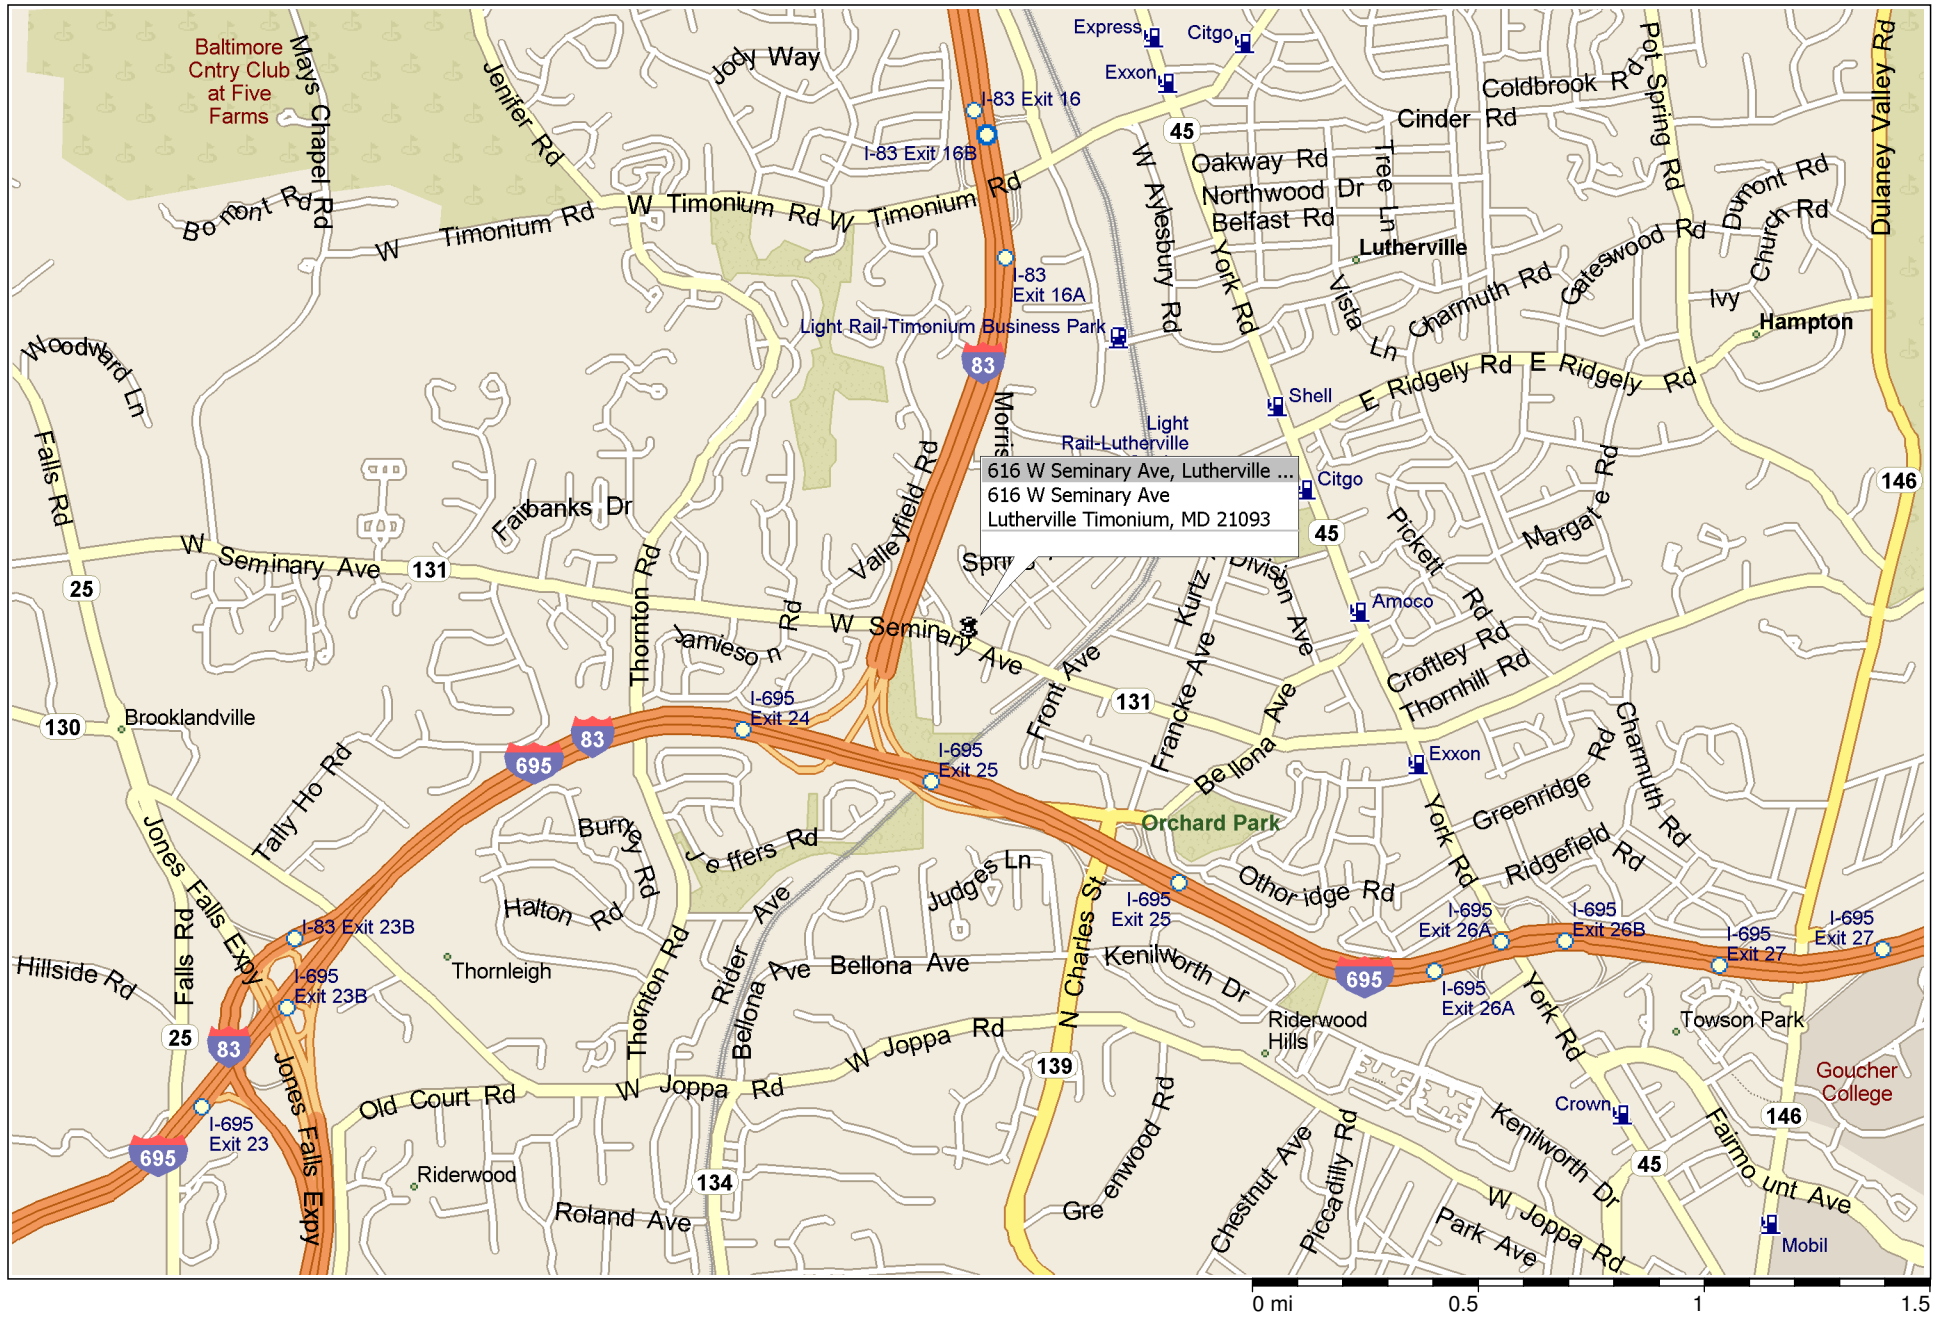 Baltimore
Cntry Club
at Five
Farms
Mays Chapel Rd
Jenifer Rd
Jody Way
I-83 Exit 16
I-83 Exit 16B
Express
Citgo
Exxon
45
Coldbrook Rd
Cinder Rd
Pot Spring Rd
Dulaney Valley Rd
Oakway Rd
Northwood Dr
Belfast Rd
Tree Ln
W Aylesbury Rd
York Rd
Lutherville
Dumont Rd
Church Rd
Gateswood Rd
Charmuth Rd
Vista Ln
Ivy
Hampton
Bomont Rd
W Timonium Rd
W Timonium Rd
W Timonium Rd
I-83
Exit 16A
Light Rail-Timonium Business Park
83
Woodward Ln
Falls Rd
Morris
Shell
E Ridgely Rd
E Ridgely Rd
Light
Rail-Lutherville
616 W Seminary Ave, Lutherville ...
616 W Seminary Ave
Lutherville Timonium, MD 21093
Citgo
45
146
Margate Rd
Pickett Rd
Fairbanks Dr
Valleyfield Rd
W Seminary Ave
131
25
Thornton Rd
Jamieson Rd
W Seminary Ave
Kurtz
Division Ave
Amoco
Croftley Rd
Thornhill Rd
Front Ave
Francke Ave
131
Bellona Ave
130
Brooklandville
I-695
Exit 24
83
695
I-695
Exit 25
Exxon
Charmuth Rd
Greenridge Rd
Ridgefield Rd
York Rd
Tally Ho Rd
Jones Falls Expy
Burnley Rd
Jeffers Rd
Orchard Park
Judges Ln
Othoridge Rd
Halton Rd
I-695
Exit 25
N Charles St
Falls Rd
I-83 Exit 23B
I-695
Exit 23B
Hillside Rd
Thornleigh
Thornton Rd
Rider Ave
Bellona Ave
Bellona Ave
Kenilworth Dr
695
I-695
Exit 26A
I-695
Exit 26B
I-695
Exit 27
I-695
Exit 27
I-695
Exit 26A
York Rd
Riderwood
Hills
Towson Park
Goucher
College
25
83
Jones Falls Expy
W Joppa Rd
139
Old Court Rd
W Joppa Rd
I-695
Exit 23
695
Riderwood
134
Roland Ave
Greenwood Rd
Chestnut Ave
Piccadilly Rd
Kenilworth Dr
Crown
146
45
Fairmount Ave
W Joppa Rd
Park Ave
Mobil
0 mi
0.5
1
1.5